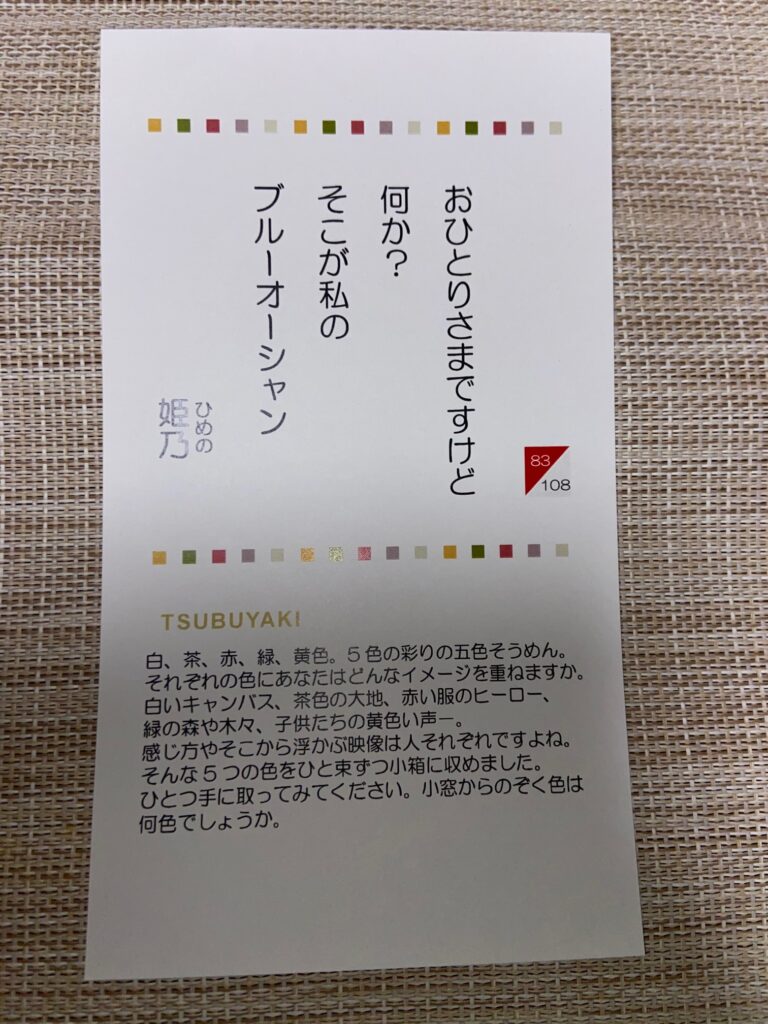 おひとりさまですけど
何か?
そこが私の
ブルーオーシャン
ひめの
姫乃
83
108
TSUBUYAKI
白、茶、赤、緑、黄色。5色の彩りの五色そうめん。
それぞれの色にあなたはどんなイメージを重ねますか。
白いキャンバス、茶色の大地、赤い服のヒーロー、
緑の森や木々、子供たちの黄色い声―。
感じ方やそこから浮かぶ映像は人それぞれですよね。
そんな5つの色をひと束ずつ小箱に収めました。
ひとつ手に取ってみてください。小窓からのぞく色は
何色でしょうか。